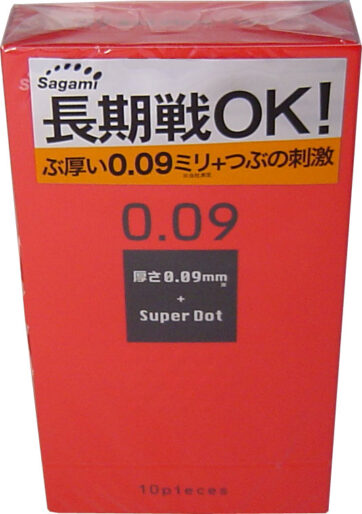 Sagami
長期戦OK!
ぶ厚い0.09ミリ+つぶの刺激
0.09
厚さ0.09mm
+
Super Dot
10pieces